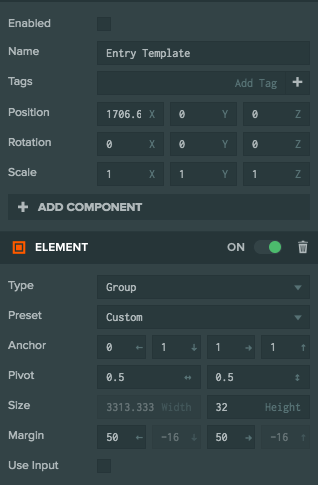 Enabled
Name Entry Template
Tags Add Tag +
Position 1706.6 X 0 Y 0 Z
Rotation 0 X 0 Y 0 Z
Scale 1 X 1 Y 1 Z
+ ADD COMPONENT
ELEMENT ON
Type Group
Preset Custom
Anchor 0 ← 1 ↓ 1 → 1 ↑
Pivot 0.5 ↔ 0.5 ↕
Size 3313.333 Width 32 Height
Margin 50 ← -16 ↓ 50 → -16 ↑
Use Input